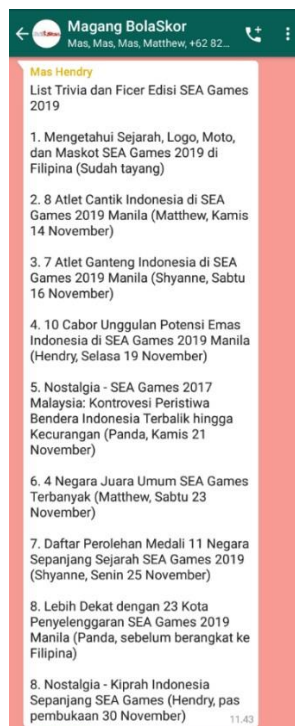 Magang BolaSkor
Mas, Mas, Mas, Matthew, +62 82...
Mas Hendry
List Trivia dan Ficer Edisi SEA Games
2019
1. Mengetahui Sejarah, Logo, Moto,
dan Maskot SEA Games 2019 di
Filipina (Sudah tayang)
2. 8 Atlet Cantik Indonesia di SEA
Games 2019 Manila (Matthew, Kamis
14 November)
3. 7 Atlet Ganteng Indonesia di SEA
Games 2019 Manila (Shyanne, Sabtu
16 November)
4. 10 Cabor Unggulan Potensi Emas
Indonesia di SEA Games 2019 Manila
(Hendry, Selasa 19 November)
5. Nostalgia - SEA Games 2017
Malaysia: Kontrovesi Peristiwa
Bendera Indonesia Terbalik hingga
Kecurangan (Panda, Kamis 21
November)
6. 4 Negara Juara Umum SEA Games
Terbanyak (Matthew, Sabtu 23
November)
7. Daftar Perolehan Medali 11 Negara
Sepanjang Sejarah SEA Games 2019
(Shyanne, Senin 25 November)
8. Lebih Dekat dengan 23 Kota
Penyelenggaran SEA Games 2019
Manila (Panda, sebelum berangkat ke
Filipina)
8. Nostalgia - Kiprah Indonesia
Sepanjang SEA Games (Hendry, pas
pembukaan 30 November)
11.43